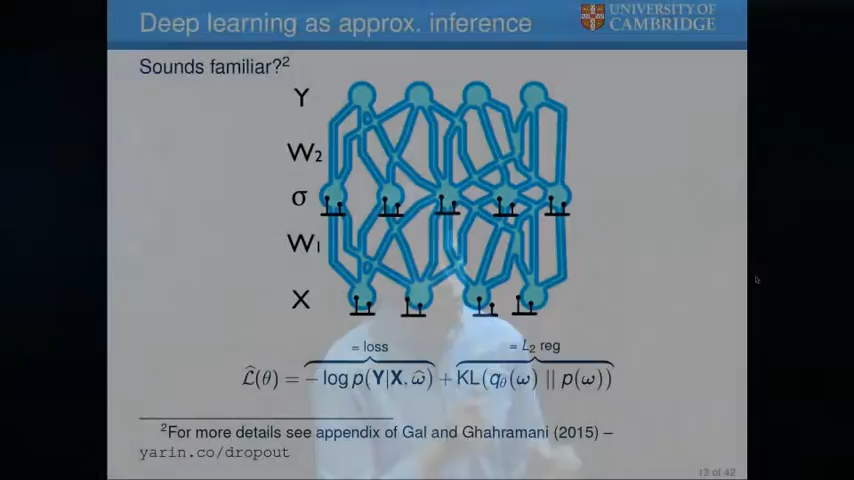 Deep learning as approx. inference
UNIVERSITY OF
CAMBRIDGE
Sounds familiar?²
Y
W₂
σ
W₁
X
= loss
= L₂ reg
L̂(θ) = − log p(Y|X, ω̂) + KL(q_θ(ω) || p(ω))
²For more details see appendix of Gal and Ghahramani (2015) –
yarin.co/dropout
13 of 42